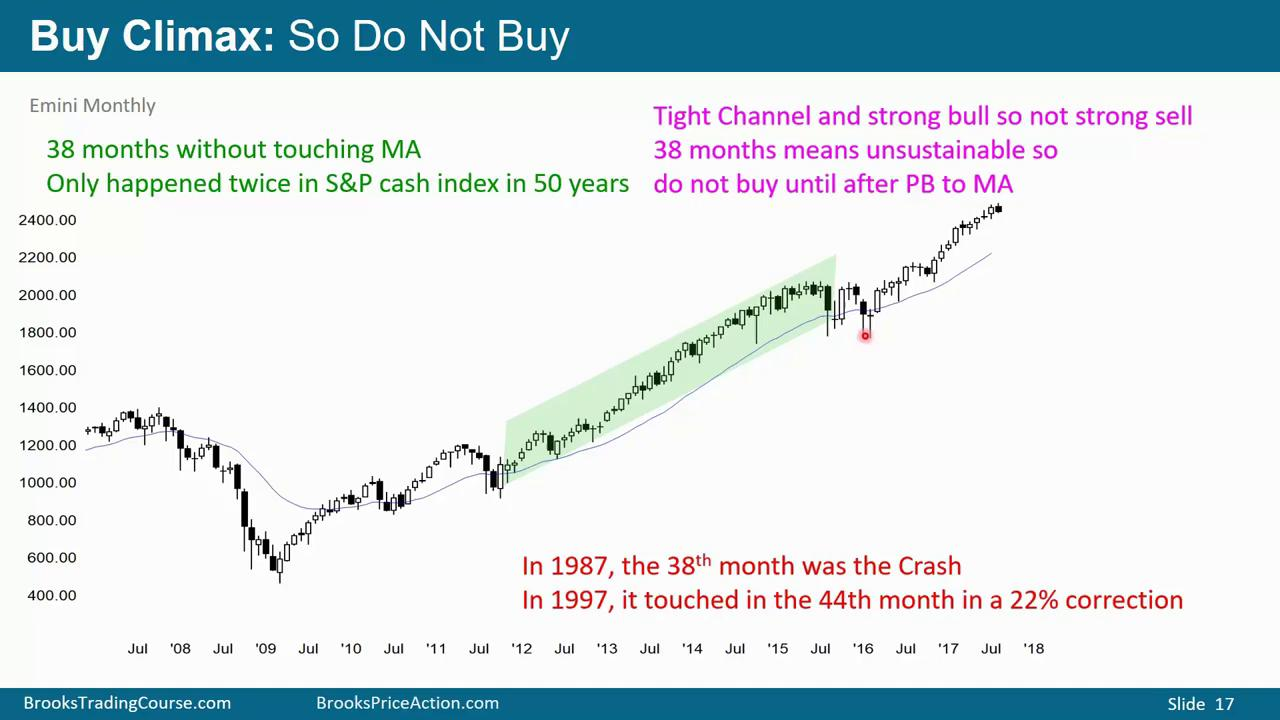 Buy Climax: So Do Not Buy
Emini Monthly
38 months without touching MA
Only happened twice in S&P cash index in 50 years
Tight Channel and strong bull so not strong sell
38 months means unsustainable so
do not buy until after PB to MA
2400.00
2200.00
2000.00
1800.00
1600.00
1400.00
1200.00
1000.00
800.00
600.00
400.00
In 1987, the 38th month was the Crash
In 1997, it touched in the 44th month in a 22% correction
Jul '08 Jul '09 Jul '10 Jul '11 Jul '12 Jul '13 Jul '14 Jul '15 Jul '16 Jul '17 Jul '18
BrooksTradingCourse.com BrooksPriceAction.com Slide 17